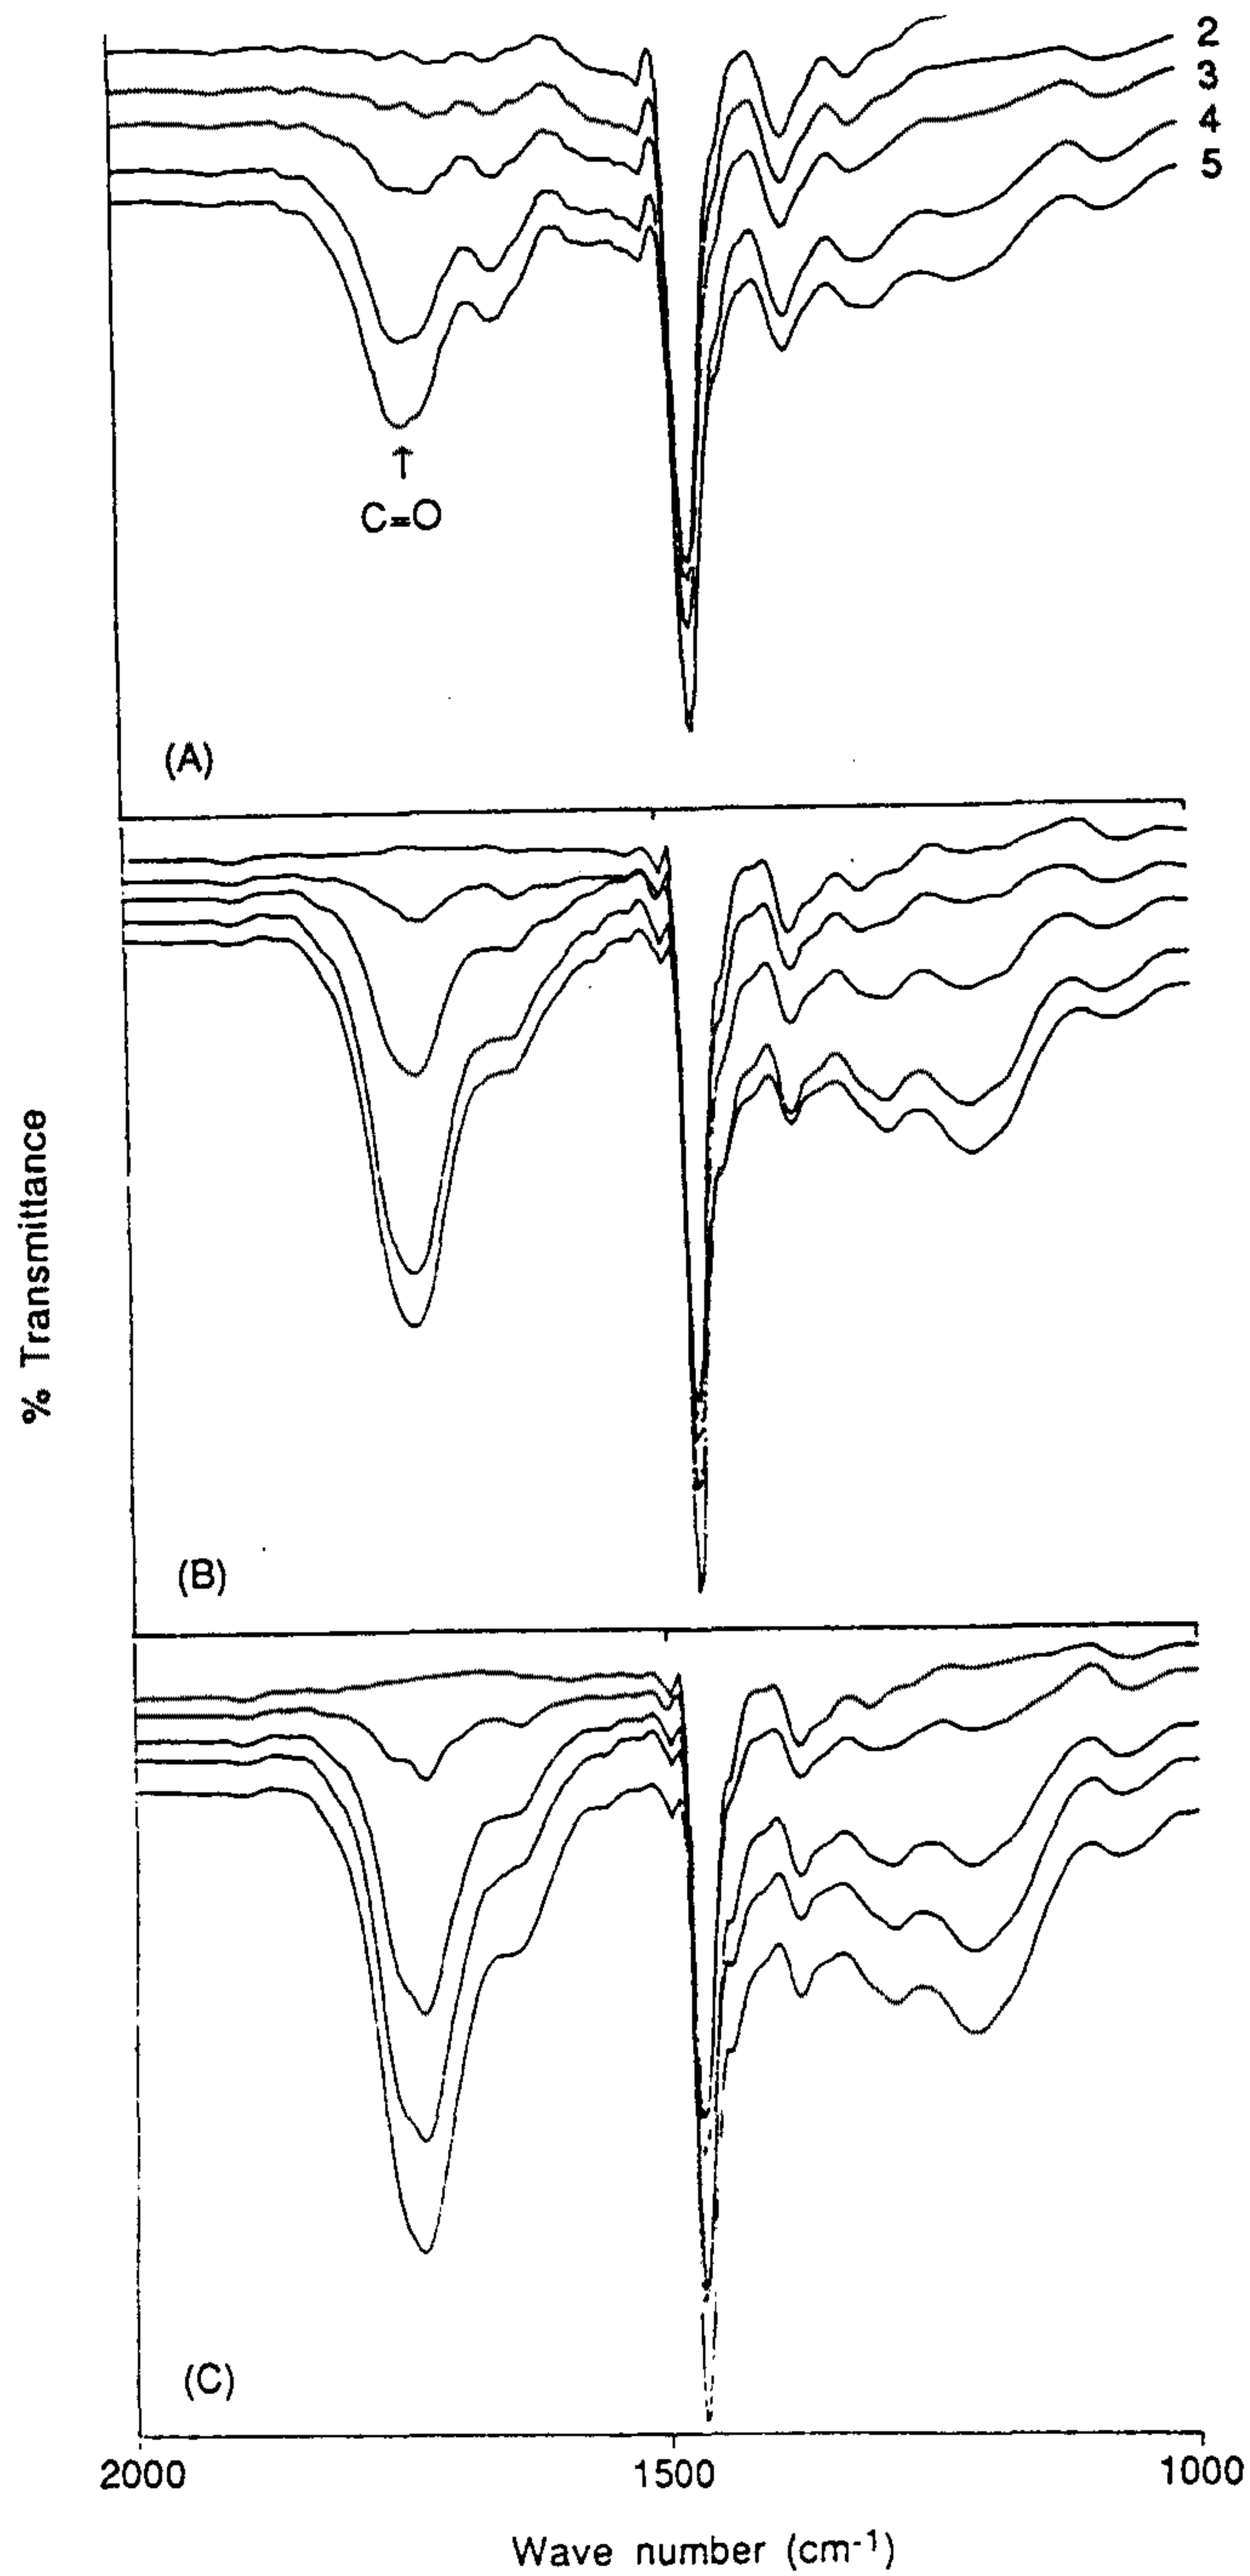 2
3
4
5
C=O
(A)
% Transmittance
(B)
(C)
2000 1500 1000
Wave number (cm-1)